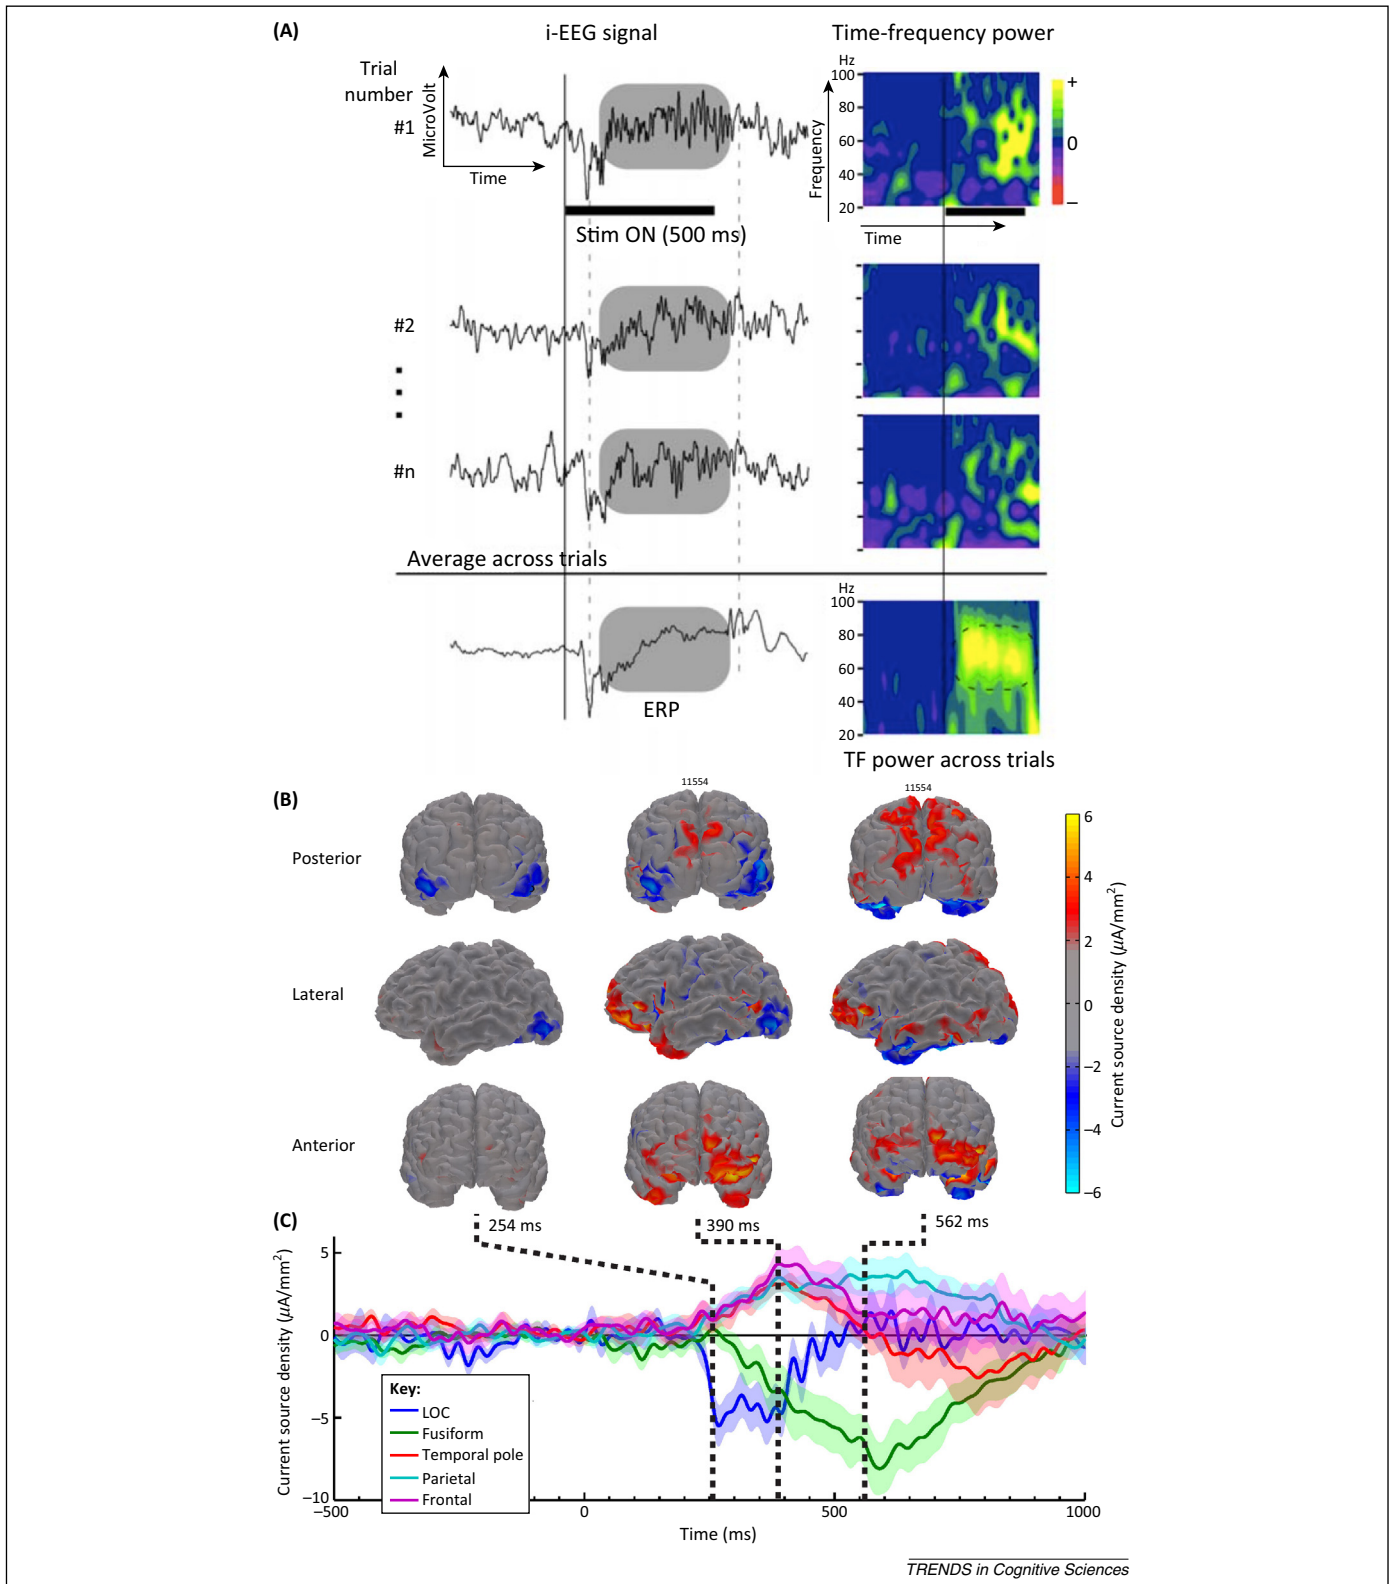 (A)
i-EEG signal
Time-frequency power
Trial
number
MicroVolt
Time
#1
Hz
100
80
60
40
20
Frequency
Time
+
0
–
Stim ON (500 ms)
#2
#n
Average across trials
ERP
Hz
100
80
60
40
20
TF power across trials
(B)
11554
11554
Posterior
Lateral
Anterior
6
4
2
0
−2
−4
−6
Current source density (μA/mm²)
(C)
254 ms
390 ms
562 ms
Current source density (μA/mm²)
5
0
−5
−10
Key:
LOC
Fusiform
Temporal pole
Parietal
Frontal
−500
0
500
1000
Time (ms)
TRENDS in Cognitive Sciences